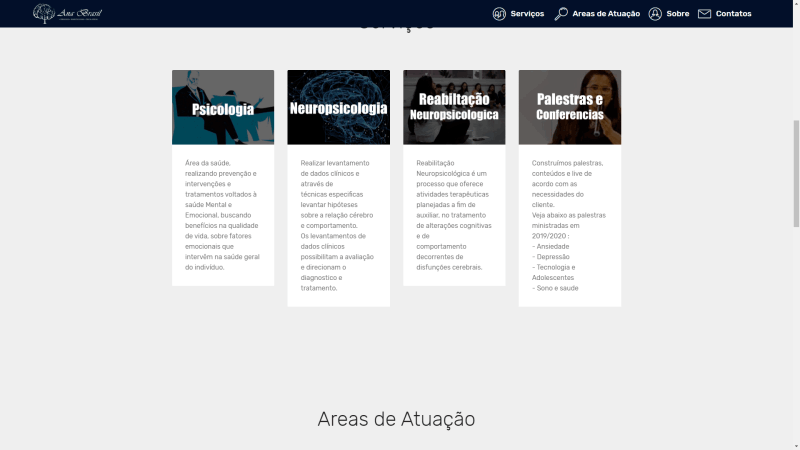 Ana Brasil
Serviços
Areas de Atuação
Sobre
Contatos
Serviços
Psicologia
Área da saúde,
realizando prevenção e
intervenções e
tratamentos voltados à
saúde Mental e
Emocional, buscando
benefícios na qualidade
de vida, sobre fatores
emocionais que
intervêm na saúde geral
do indivíduo.
Neuropsicologia
Realizar levantamento
de dados clínicos e
através de
técnicas específicas
levantar hipóteses
sobre a relação cérebro
e comportamento.
Os levantamentos de
dados clínicos
possibilitam a avaliação
e direcionam o
diagnostico e
tratamento.
Reabiltação
Neuropsicologica
Reabilitação
Neuropsicológica é um
processo que oferece
atividades terapêuticas
planejadas a fim de
auxiliar, no tratamento
de alterações cognitivas
e de
comportamento
decorrentes de
disfunções cerebrais.
Palestras e
Conferencias
Construímos palestras,
conteúdos e live de
acordo com as
necessidades do
cliente.
Veja abaixo as palestras
ministradas em
2019/2020 :
- Ansiedade
- Depressão
- Tecnologia e
Adolescentes
- Sono e saude
Areas de Atuação